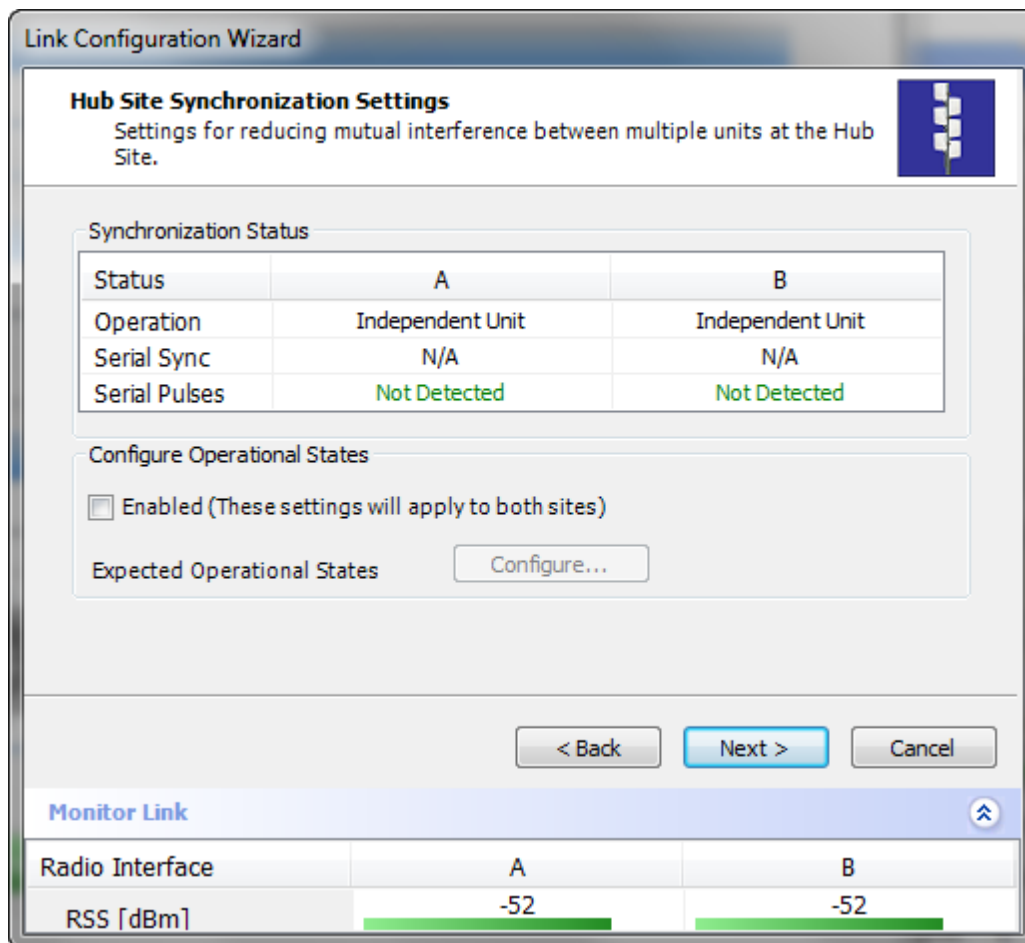 Link Configuration Wizard
Hub Site Synchronization Settings
Settings for reducing mutual interference between multiple units at the Hub
Site.
Synchronization Status
Status A B
Operation Independent Unit Independent Unit
Serial Sync N/A N/A
Serial Pulses Not Detected Not Detected
Configure Operational States
Enabled (These settings will apply to both sites)
Expected Operational States Configure...
< Back Next > Cancel
Monitor Link
Radio Interface A B
RSS [dBm] -52 -52